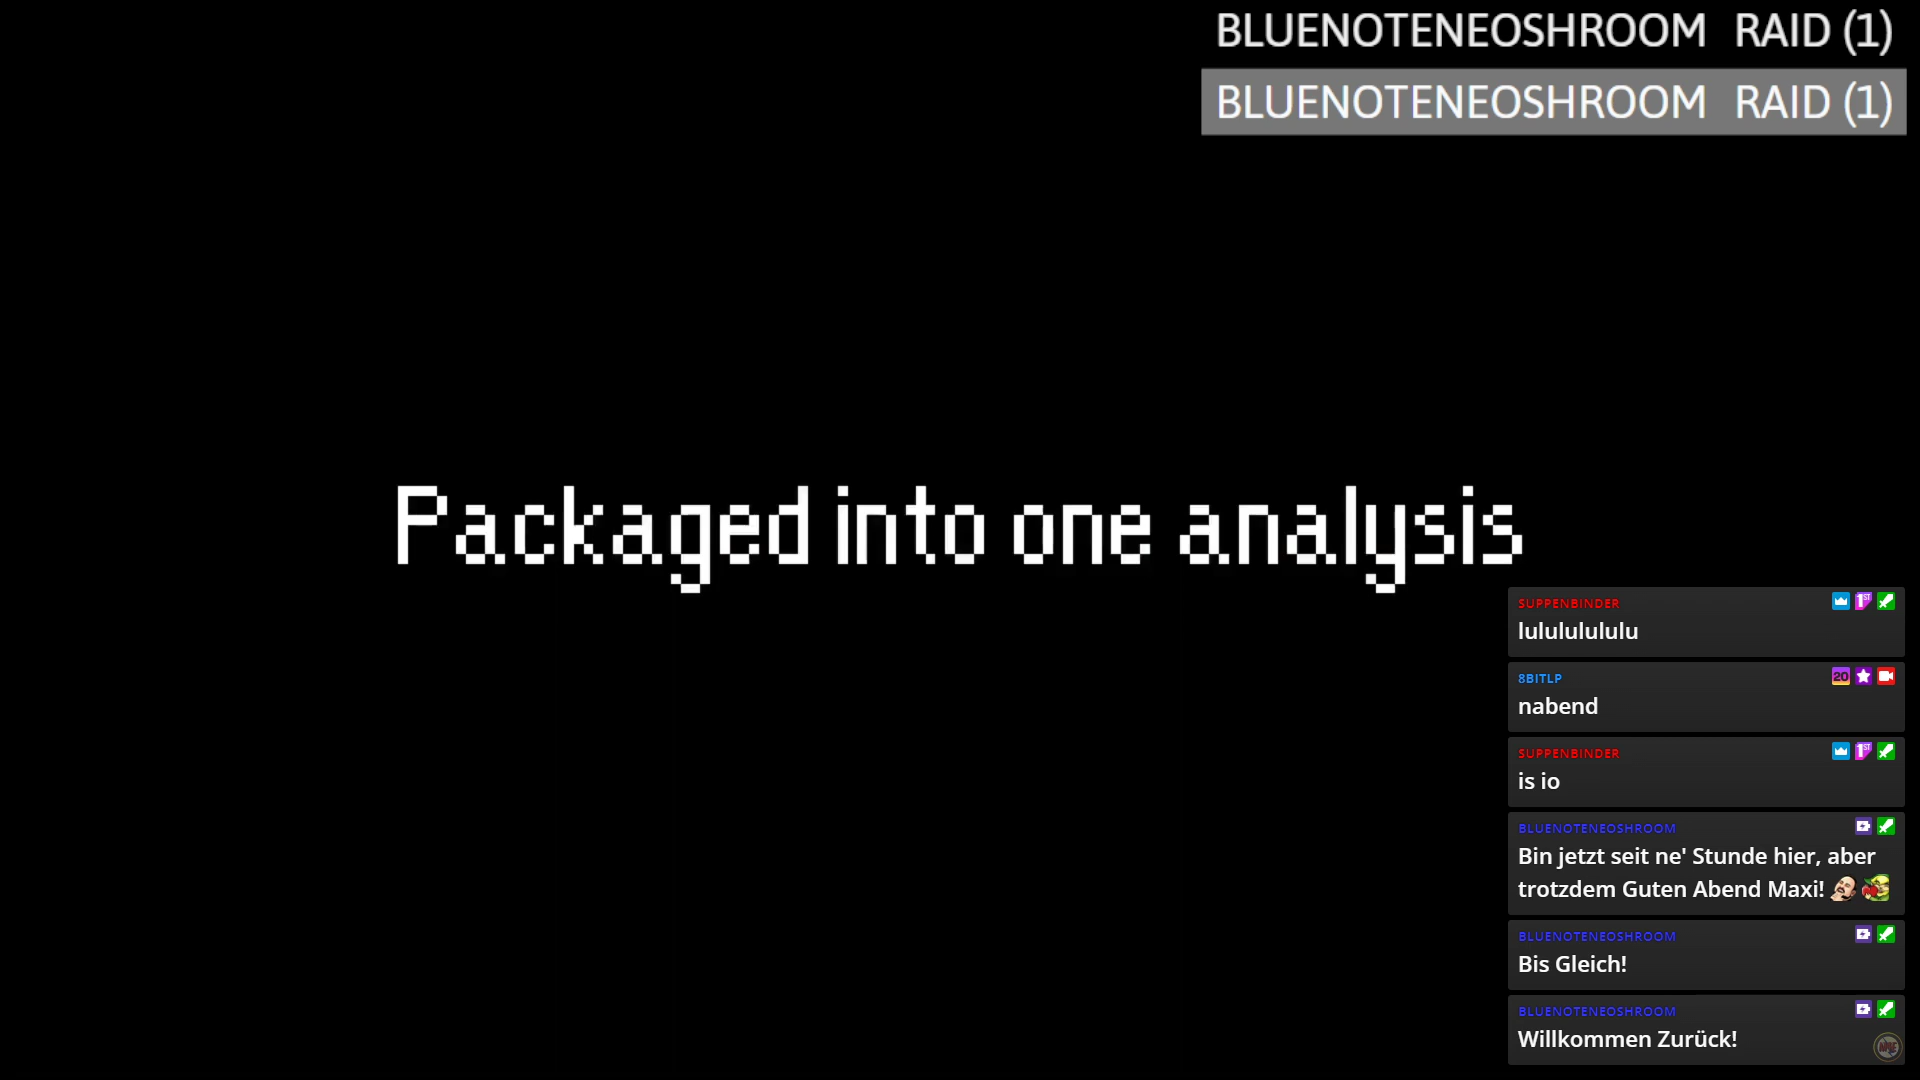 BLUENOTENEOSHROOM RAID (1)
BLUENOTENEOSHROOM RAID (1)
Packaged into one analysis
SUPPENBINDER
lulululululu
8BITLP
nabend
SUPPENBINDER
is io
BLUENOTENEOSHROOM
Bin jetzt seit ne' Stunde hier, aber
trotzdem Guten Abend Maxi!
BLUENOTENEOSHROOM
Bis Gleich!
BLUENOTENEOSHROOM
Willkommen Zurück!